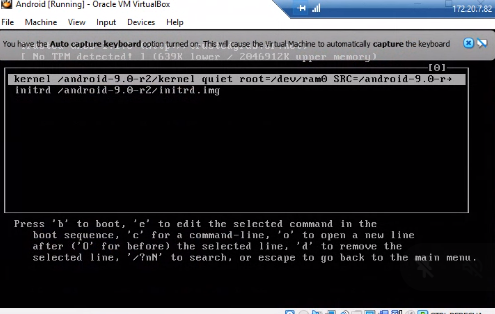 Android [Running] - Oracle VM VirtualBox
172.20.7.82
File Machine View Input Devices Help
You have the Auto capture keyboard option turned on. This will cause the Virtual Machine to automatically capture the keyboard
[ No TPM detected! ] (639K lower / 2046912K upper memory)
[0]
kernel /android-9.0-r2/kernel quiet root=/dev/ram0 SRC=/android-9.0-r→
initrd /android-9.0-r2/initrd.img
Press 'b' to boot, 'e' to edit the selected command in the
boot sequence, 'c' for a command-line, 'o' to open a new line
after ('O' for before) the selected line, 'd' to remove the
selected line, '/?nN' to search, or escape to go back to the main menu.
CTRL DERECHA